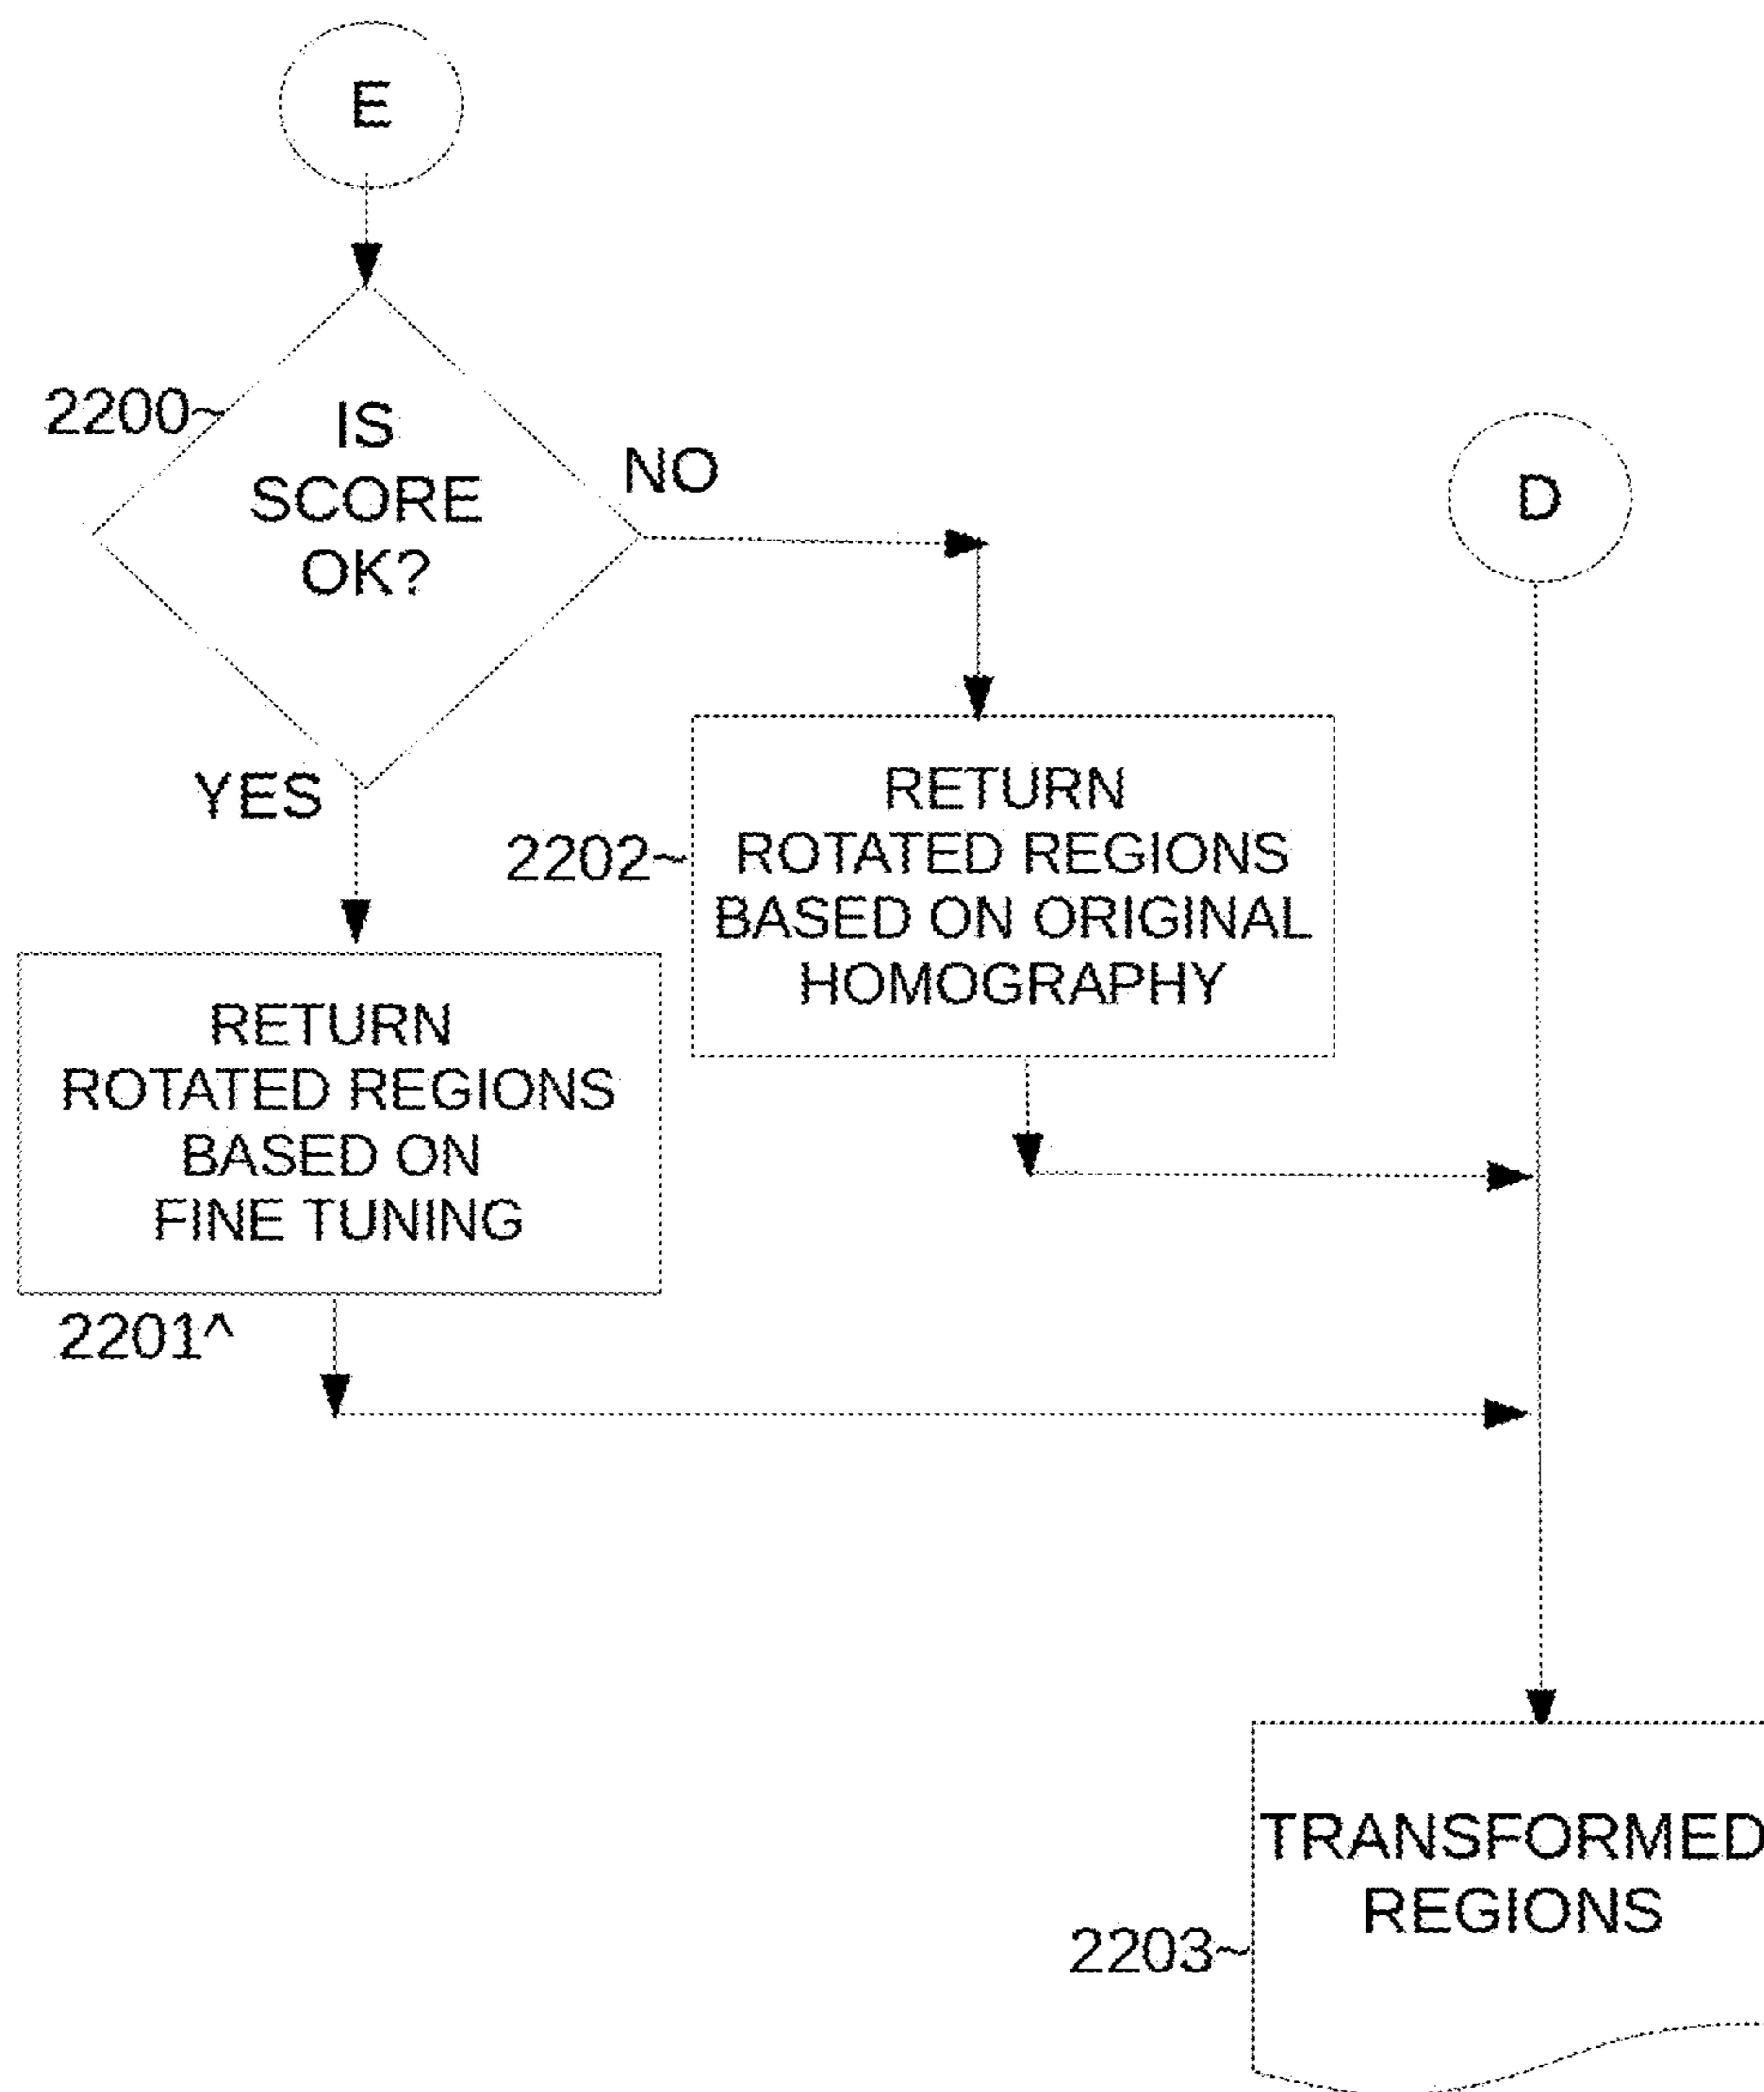 E
2200~
IS
SCORE
OK?
NO
D
YES
2202~
RETURN
ROTATED REGIONS
BASED ON ORIGINAL
HOMOGRAPHY
RETURN
ROTATED REGIONS
BASED ON
FINE TUNING
2201^
TRANSFORMED
REGIONS
2203~